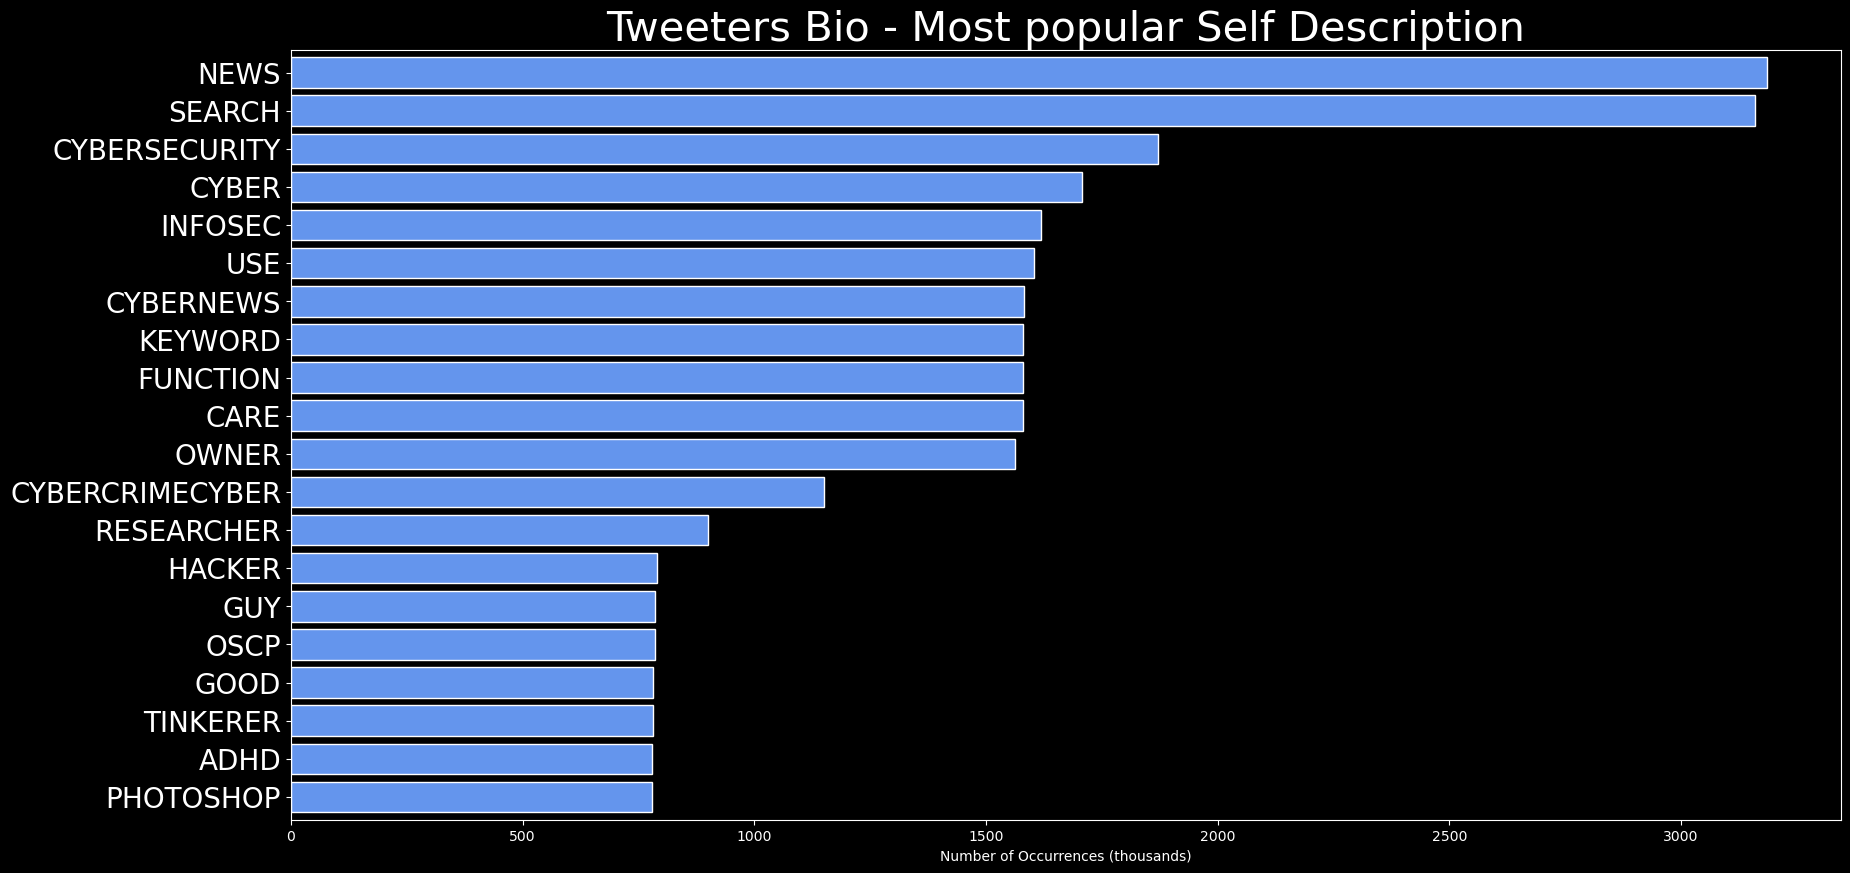 Tweeters Bio - Most popular Self Description
NEWS
SEARCH
CYBERSECURITY
CYBER
INFOSEC
USE
CYBERNEWS
KEYWORD
FUNCTION
CARE
OWNER
CYBERCRIMECYBER
RESEARCHER
HACKER
GUY
OSCP
GOOD
TINKERER
ADHD
PHOTOSHOP
0 500 1000 1500 2000 2500 3000
Number of Occurrences (thousands)